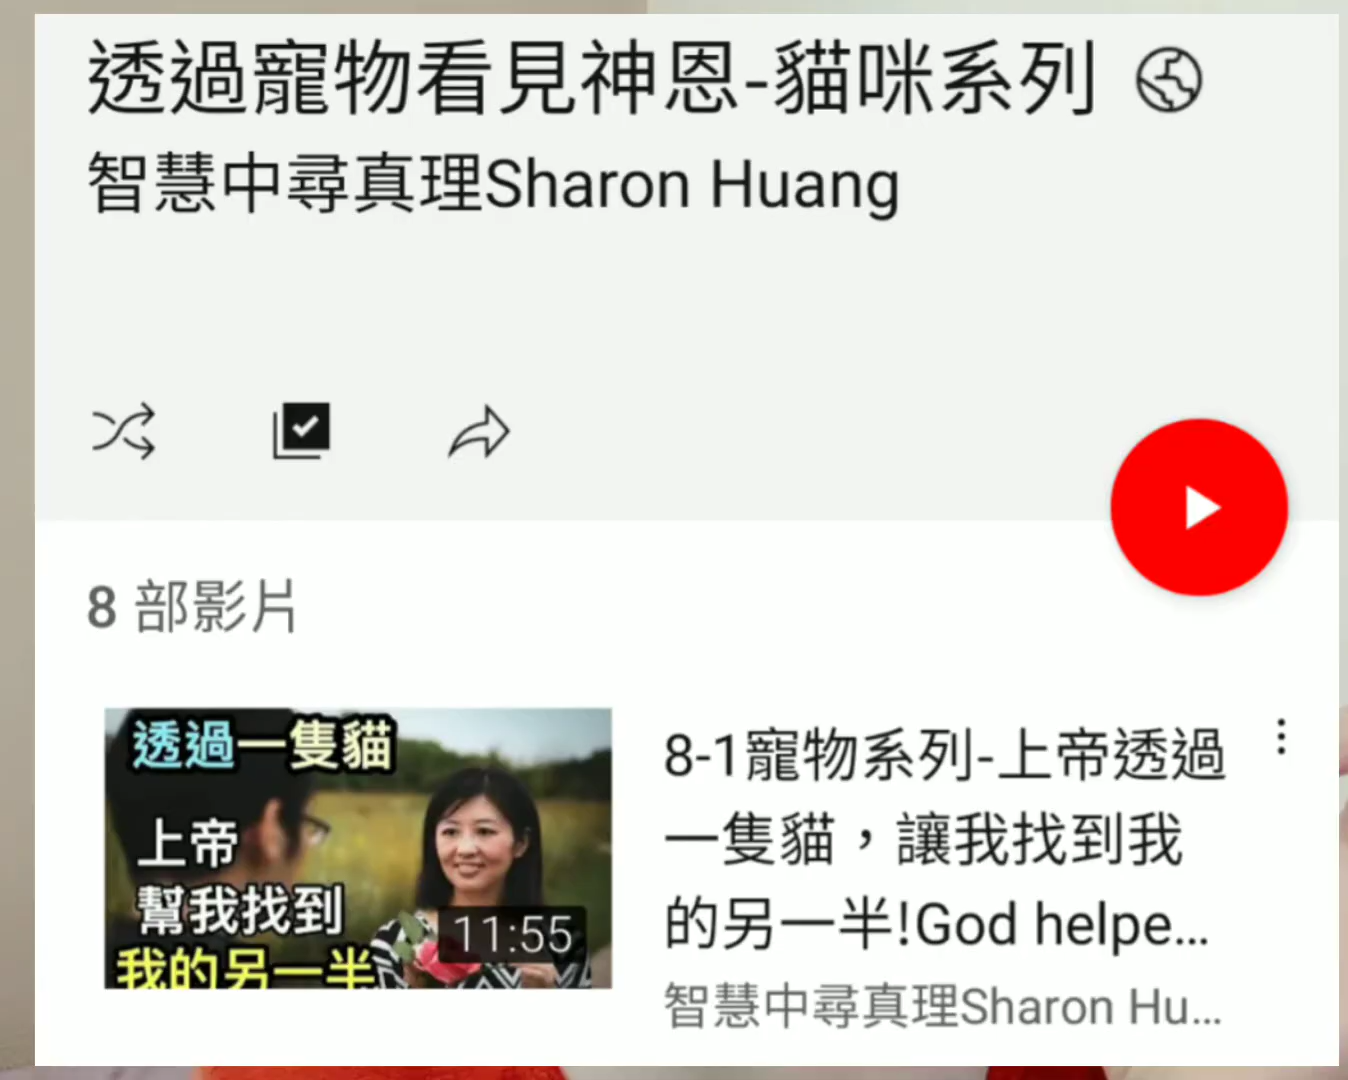 透過寵物看見神恩-貓咪系列
智慧中尋真理Sharon Huang
8 部影片
透過一隻貓
上帝
幫我找到
我的另一半
11:55
8-1寵物系列-上帝透過
一隻貓，讓我找到我
的另一半!God helpe...
智慧中尋真理Sharon Hu...